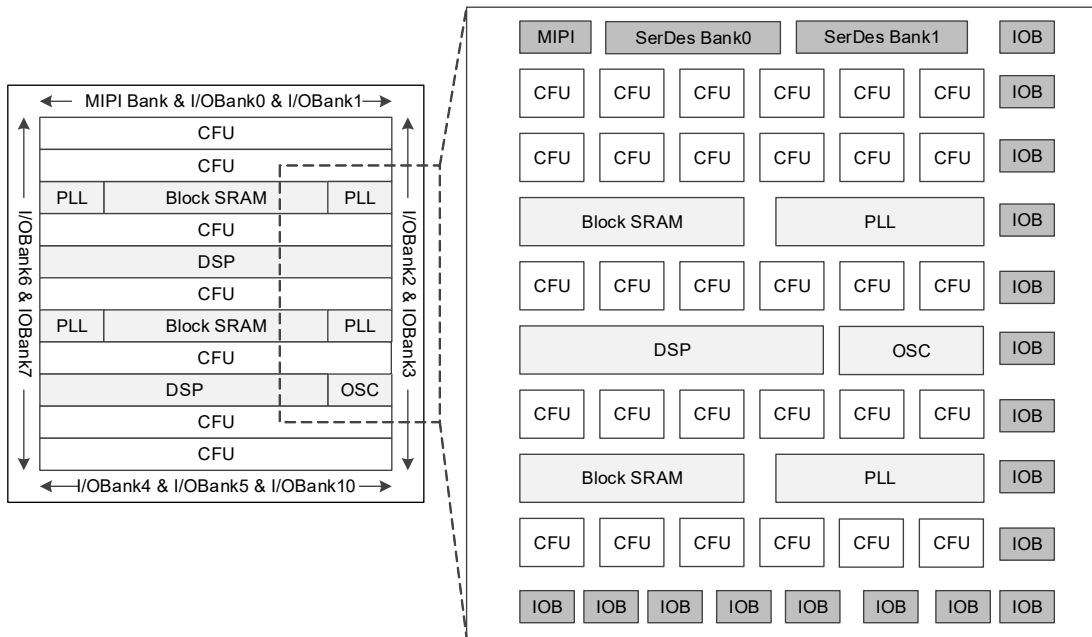 MIPI Bank & I/OBank0 & I/OBank1
I/OBank6 & IOBank7
CFU
CFU
PLL Block SRAM PLL
CFU
DSP
CFU
PLL Block SRAM PLL
CFU
DSP OSC
CFU
CFU
I/OBank2 & IOBank3
I/OBank4 & I/OBank5 & I/OBank10
MIPI SerDes Bank0 SerDes Bank1 IOB
CFU CFU CFU CFU CFU CFU IOB
CFU CFU CFU CFU CFU CFU IOB
Block SRAM PLL IOB
CFU CFU CFU CFU CFU CFU IOB
DSP OSC IOB
CFU CFU CFU CFU CFU CFU IOB
Block SRAM PLL IOB
CFU CFU CFU CFU CFU CFU IOB
IOB IOB IOB IOB IOB IOB IOB IOB